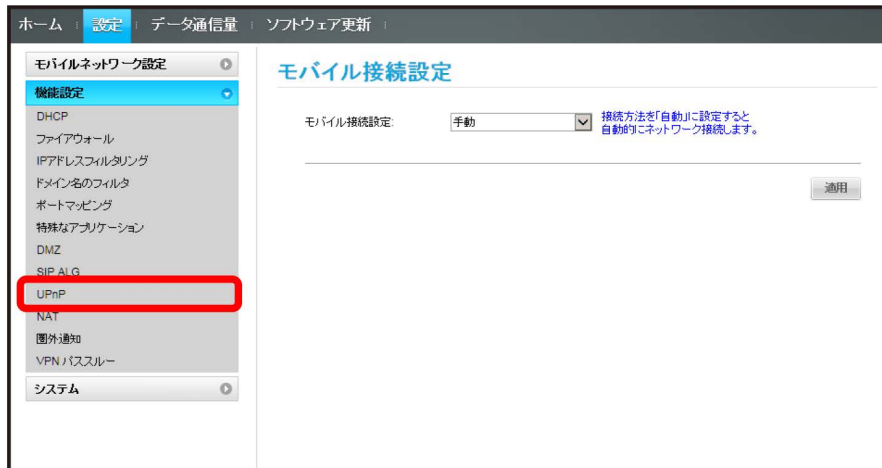 ホーム 設定 データ通信量 ソフトウェア更新
モバイルネットワーク設定
機能設定
DHCP
ファイアウォール
IPアドレスフィルタリング
ドメイン名のフィルタ
ポートマッピング
特殊なアプリケーション
DMZ
SIP ALG
UPnP
NAT
圏外通知
VPN パススルー
システム
モバイル接続設定
モバイル接続設定: 手動
接続方法を「自動」に設定すると
自動的にネットワーク接続します。
適用